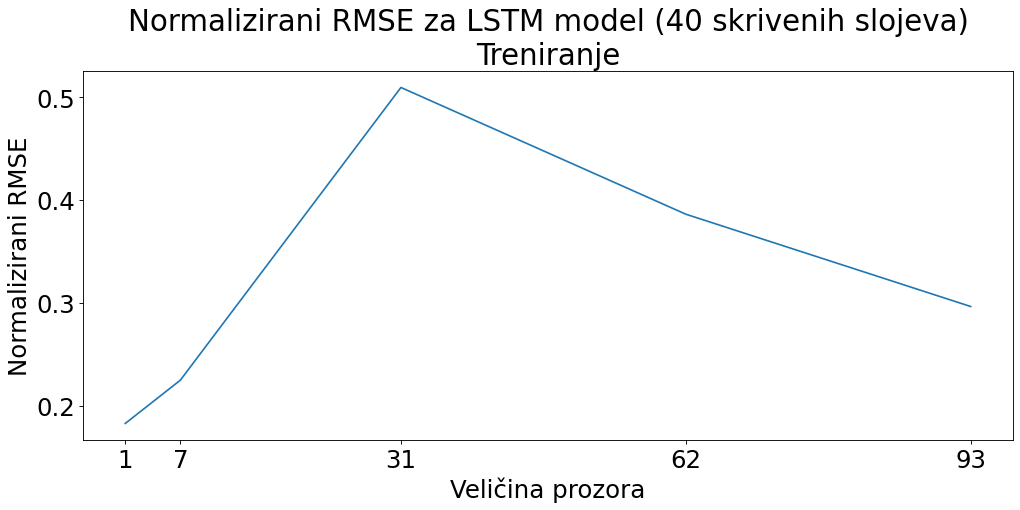 Normalizirani RMSE za LSTM model (40 skrivenih slojeva)
Treniranje
Normalizirani RMSE
0.5
0.4
0.3
0.2
1 7 31 62 93
Veličina prozora